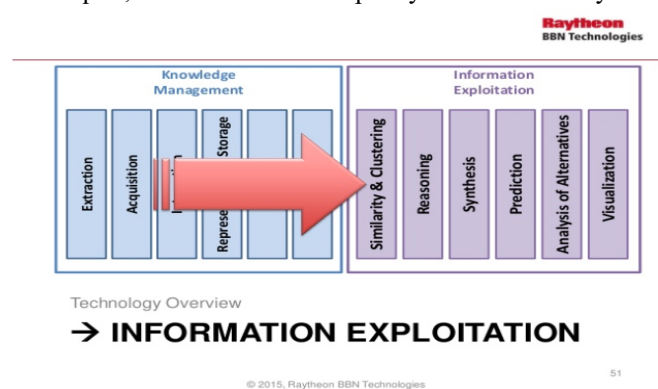 Raytheon
BBN Technologies
Knowledge
Management
Information
Exploitation
Extraction
Acquisition
Storage
Similarity & Clustering
Reasoning
Synthesis
Prediction
Analysis of Alternatives
Visualization
Technology Overview
→ INFORMATION EXPLOITATION
51
© 2015, Raytheon BBN Technologies